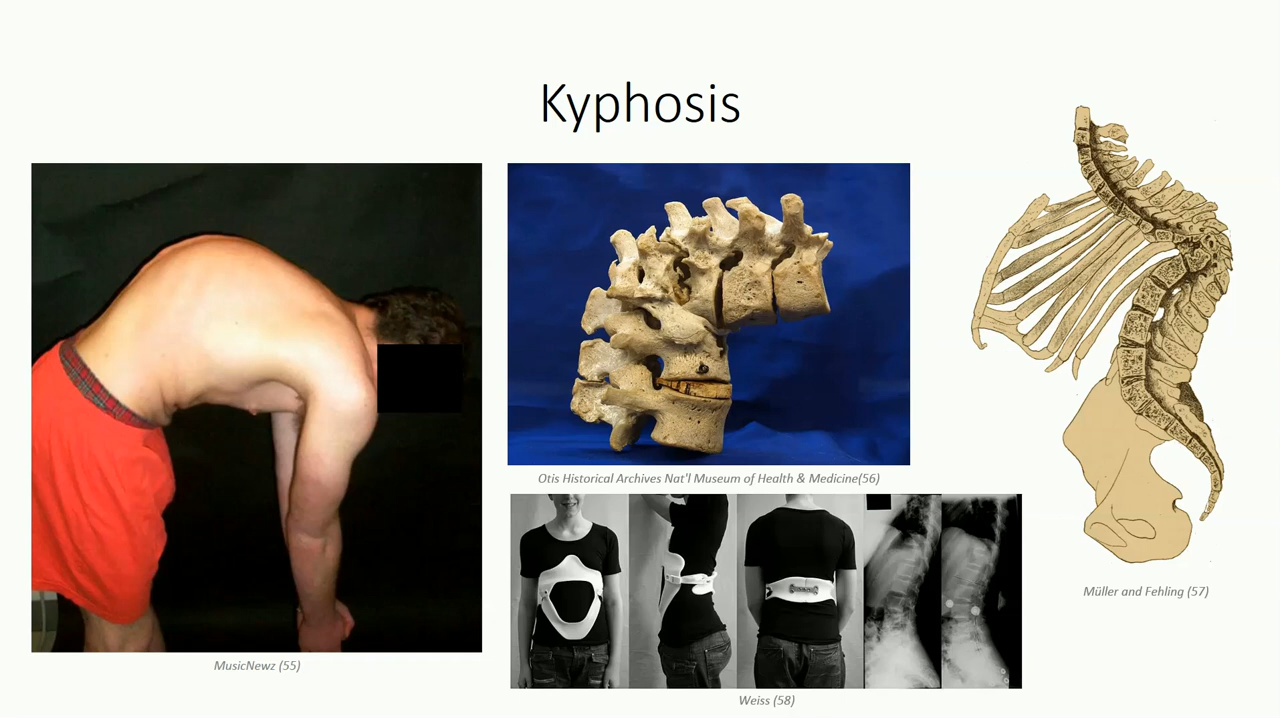 Kyphosis
MusicNewz (55)
Otis Historical Archives Nat'l Museum of Health & Medicine(56)
Weiss (58)
Müller and Fehling (57)